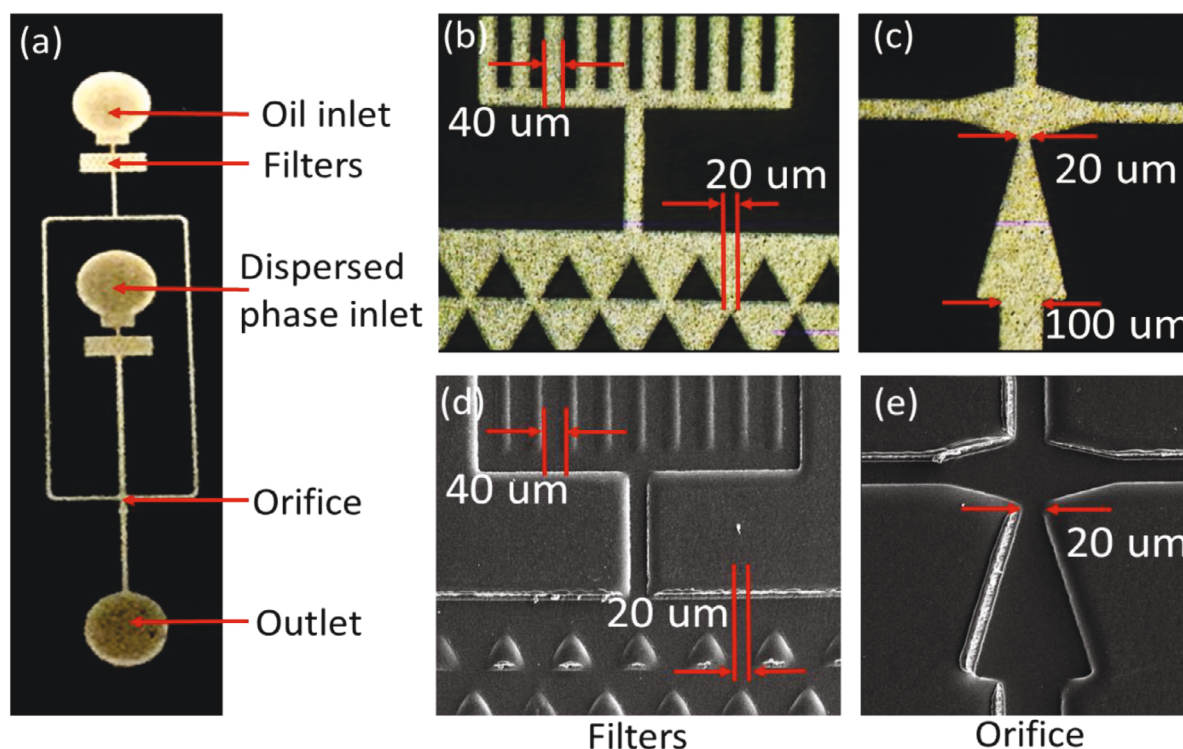 (a)
Oil inlet
Filters
Dispersed
phase inlet
Orifice
Outlet
(b)
40 um
20 um
(c)
20 um
100 um
(d)
40 um
20 um
Filters
(e)
20 um
Orifice